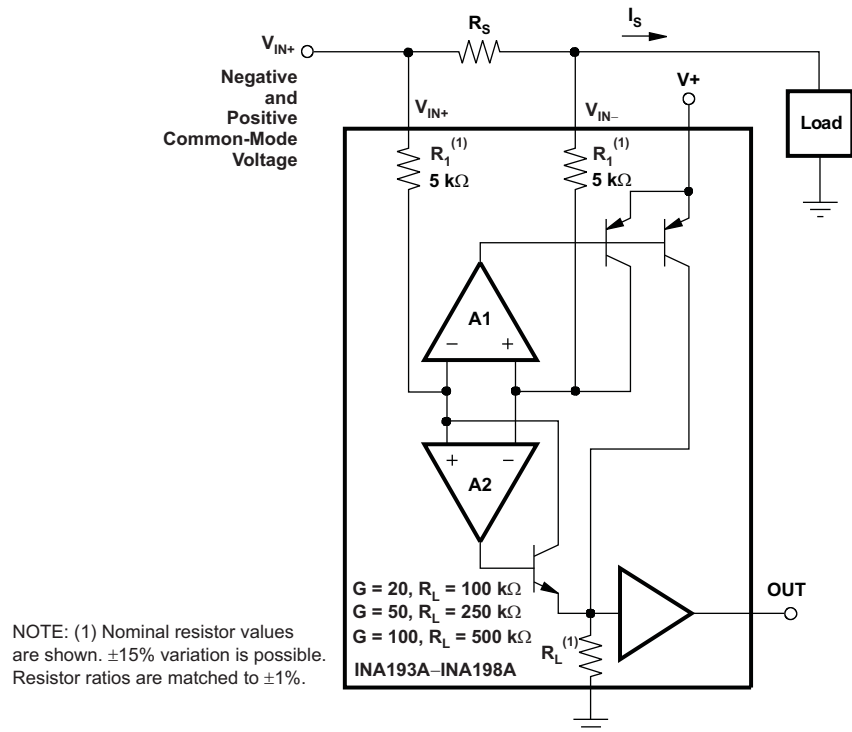 R_S
I_S
V_IN+
Negative
and
Positive
Common-Mode
Voltage
V_IN+
V_IN−
V+
Load
R_1^(1)
5 kΩ
R_1^(1)
5 kΩ
A1
−
+
+
−
A2
G = 20, R_L = 100 kΩ
G = 50, R_L = 250 kΩ
G = 100, R_L = 500 kΩ
R_L^(1)
OUT
INA193A–INA198A
NOTE: (1) Nominal resistor values
are shown. ±15% variation is possible.
Resistor ratios are matched to ±1%.